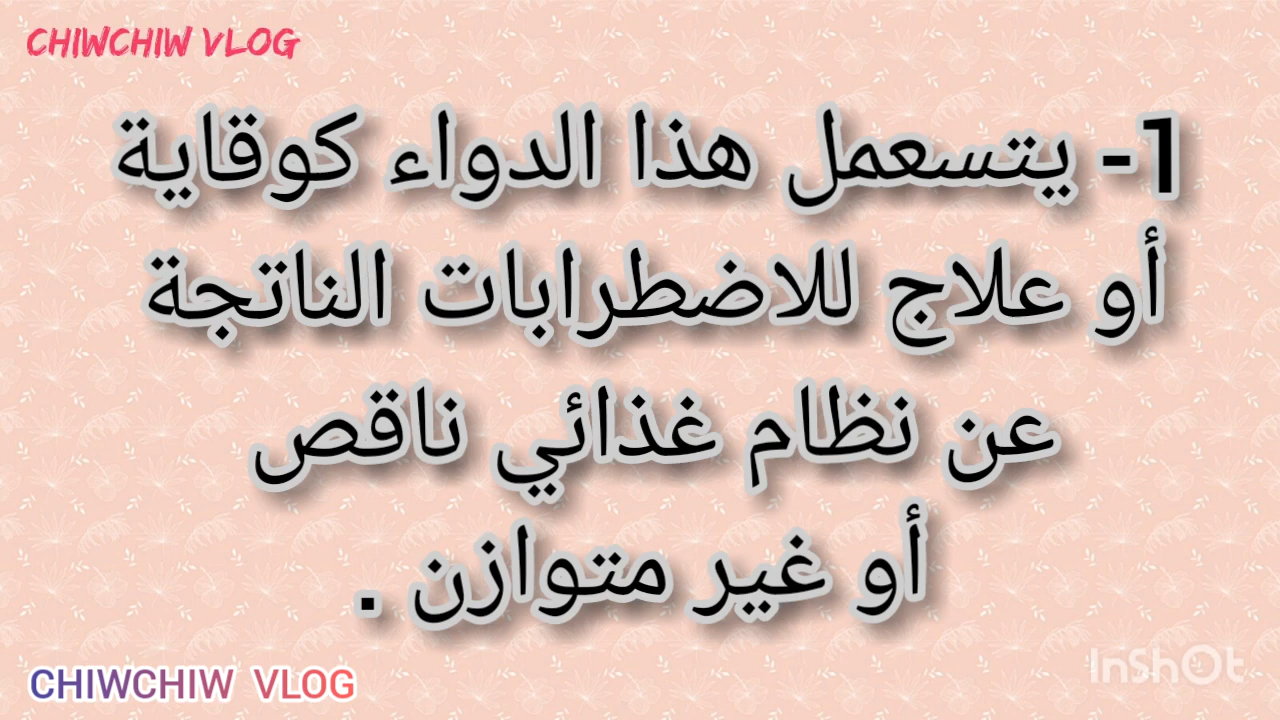 CHIWCHIW VLOG
1- يتسعمل هذا الدواء كوقاية
أو علاج للاضطرابات الناتجة
عن نظام غذائي ناقص
أو غير متوازن .
CHIWCHIW VLOG
InShOt